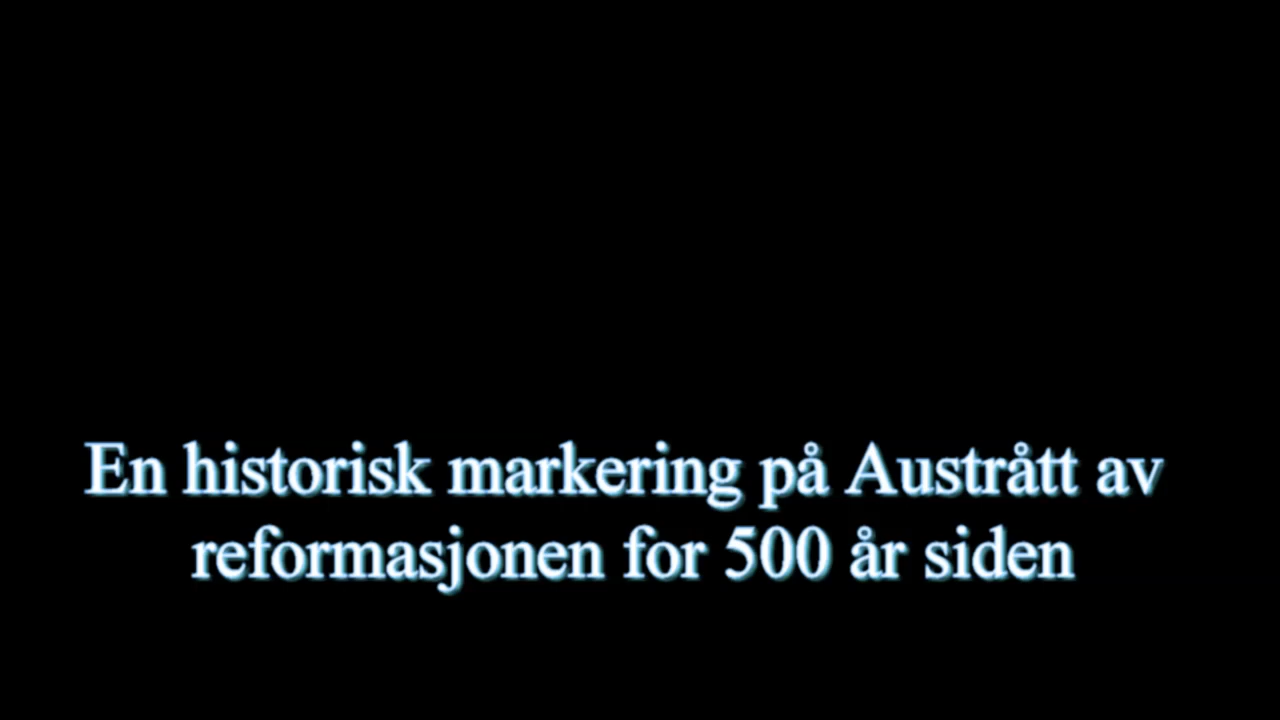 En historisk markering på Austrått av
reformasjonen for 500 år siden